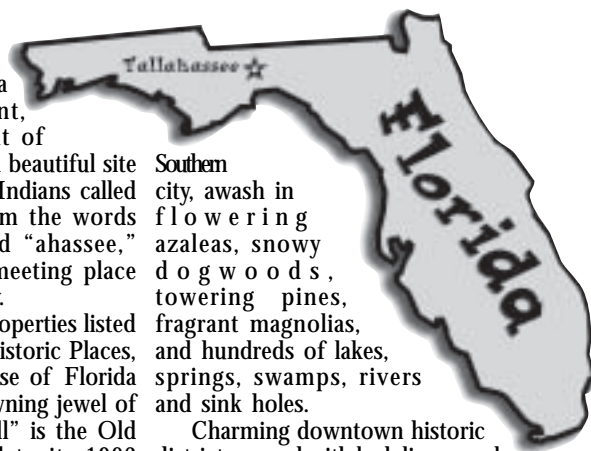 Tallahassee
Florida
a
nt,
t of
beautiful site
Indians called
m the words
d “ahassee,”
meeting place
.
operties listed
istoric Places,
se of Florida
wning jewel of
ll” is the Old
Southern
city, awash in
flowering
azaleas, snowy
dogwoods,
towering pines,
fragrant magnolias,
and hundreds of lakes,
springs, swamps, rivers
and sink holes.
Charming downtown historic